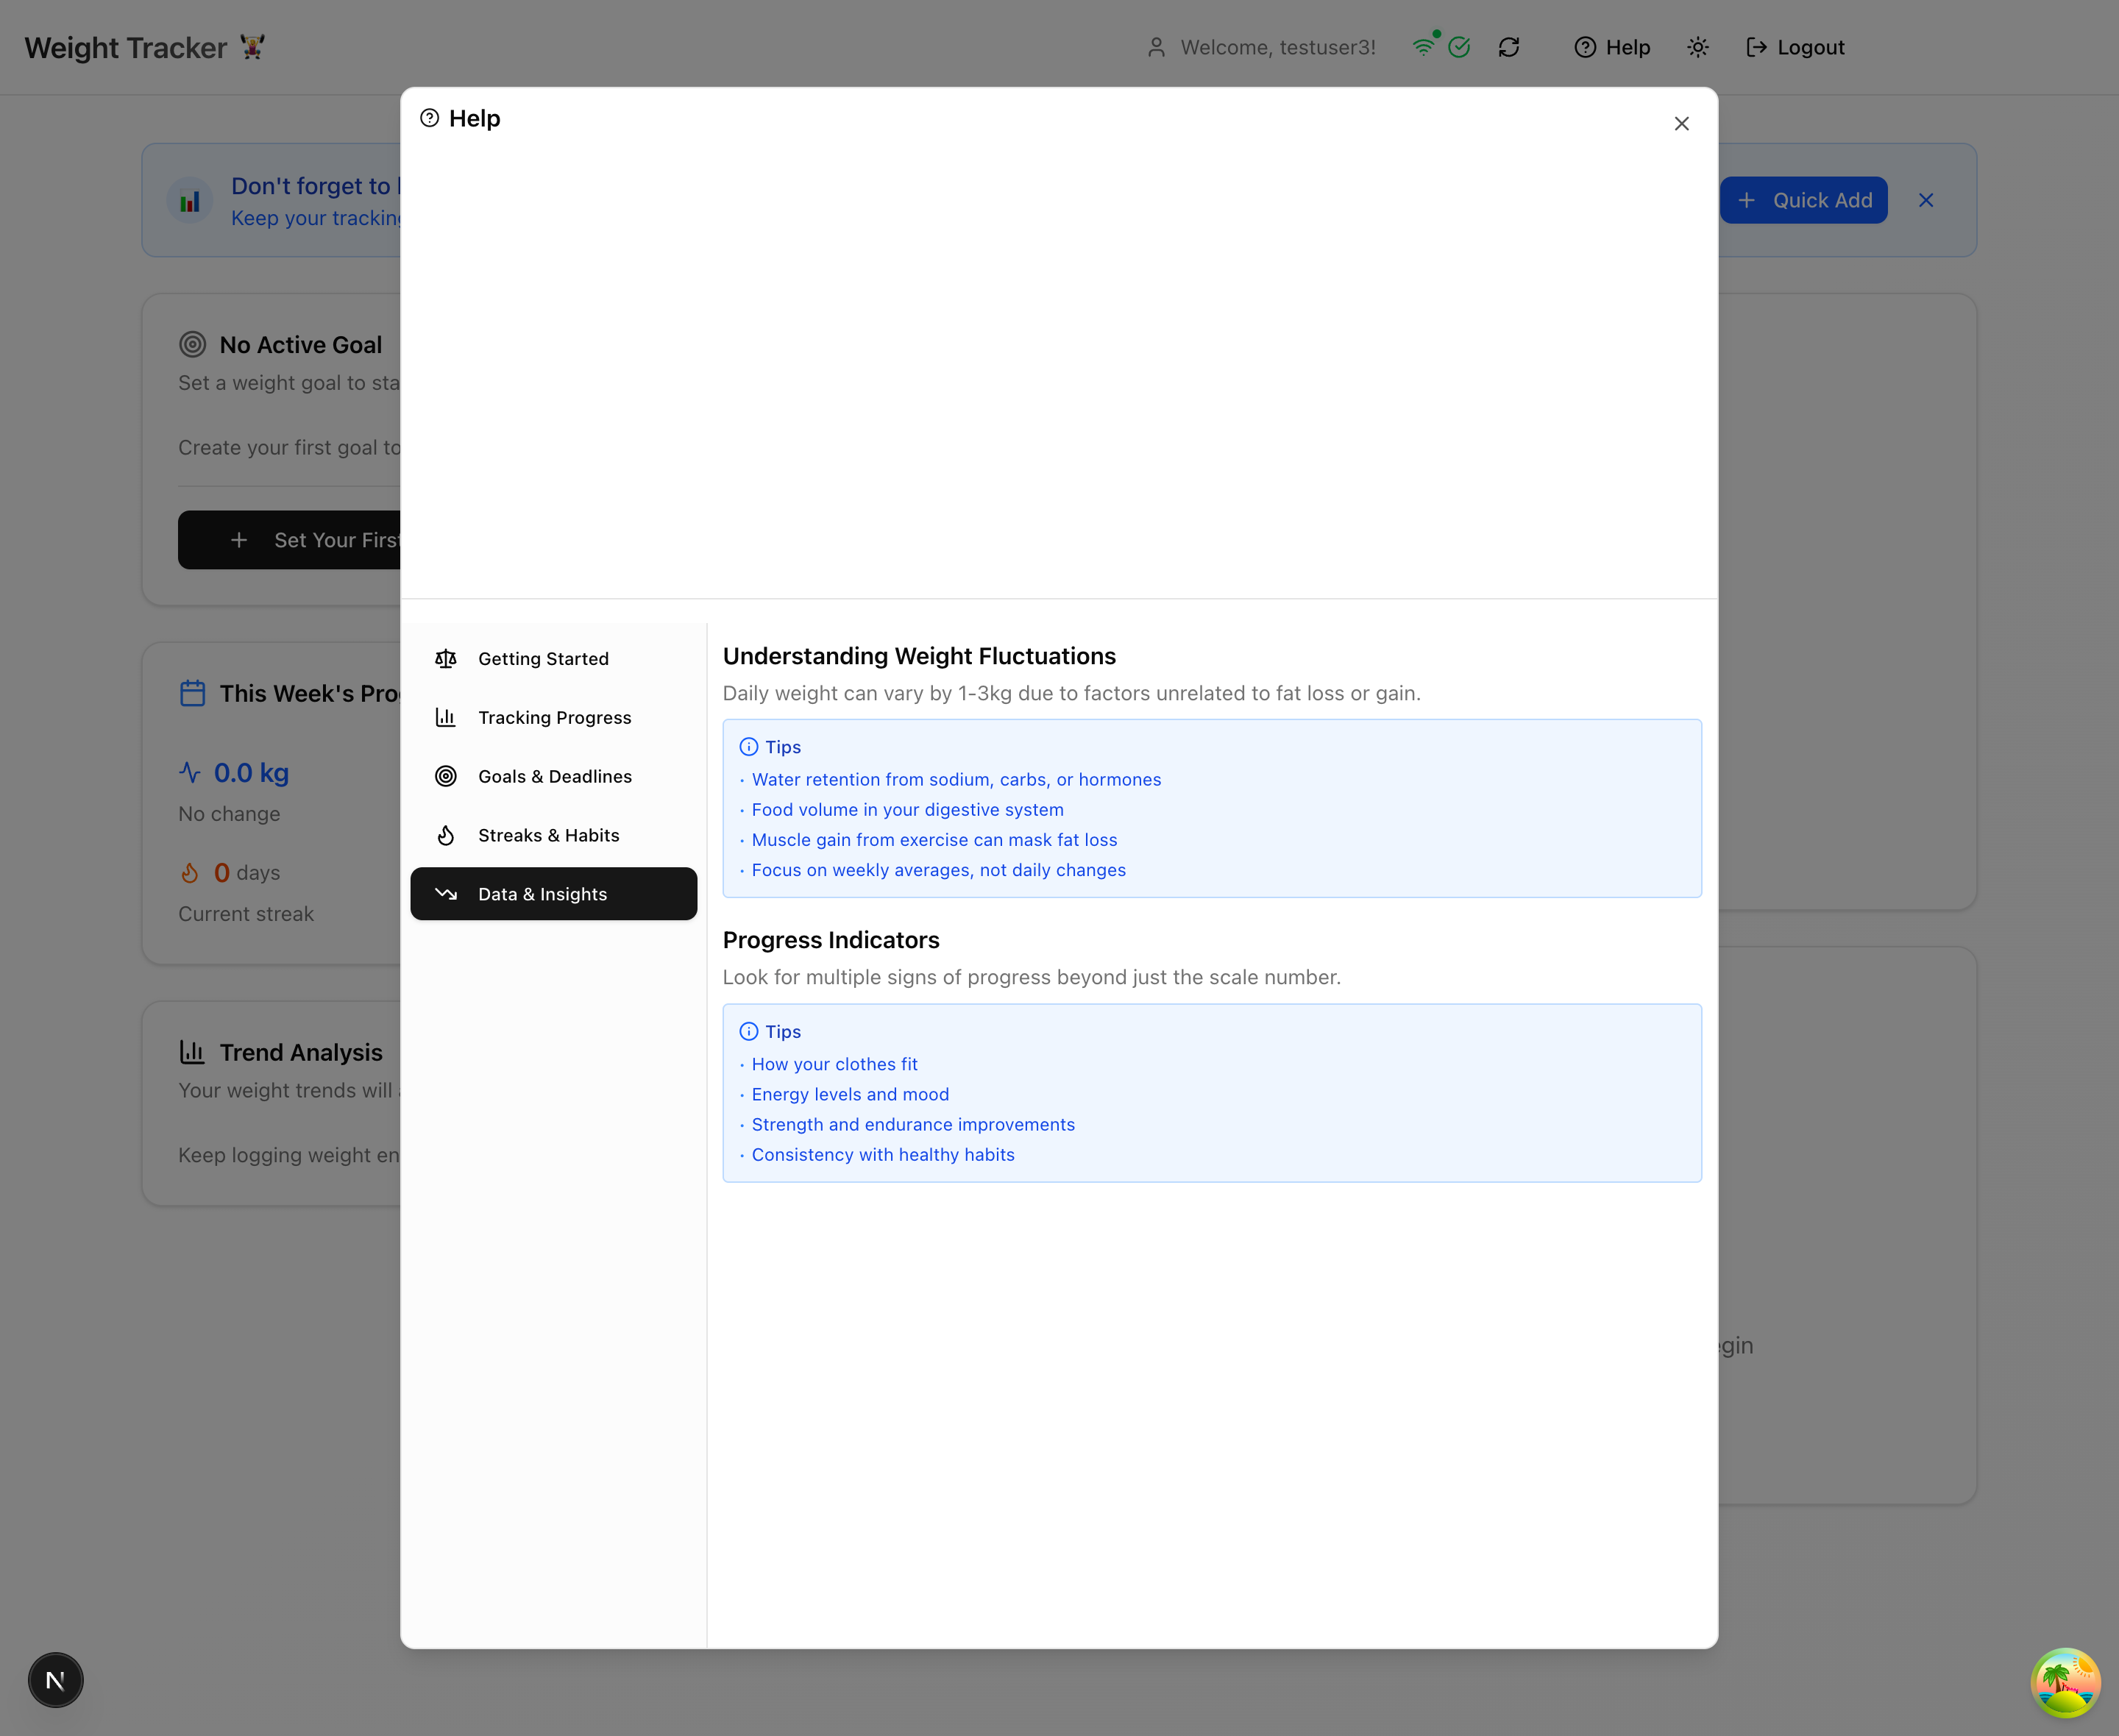 Weight Tracker
Welcome, testuser3!
Help
Logout
Help
Don't forget to
Keep your tracking
Quick Add
No Active Goal
Set a weight goal to sta
Create your first goal to
Set Your First
This Week's Pro
0.0 kg
No change
0 days
Current streak
Trend Analysis
Your weight trends will
Keep logging weight en
Getting Started
Tracking Progress
Goals & Deadlines
Streaks & Habits
Data & Insights
Understanding Weight Fluctuations
Daily weight can vary by 1-3kg due to factors unrelated to fat loss or gain.
Tips
· Water retention from sodium, carbs, or hormones
· Food volume in your digestive system
· Muscle gain from exercise can mask fat loss
· Focus on weekly averages, not daily changes
Progress Indicators
Look for multiple signs of progress beyond just the scale number.
Tips
· How your clothes fit
· Energy levels and mood
· Strength and endurance improvements
· Consistency with healthy habits
egin
N